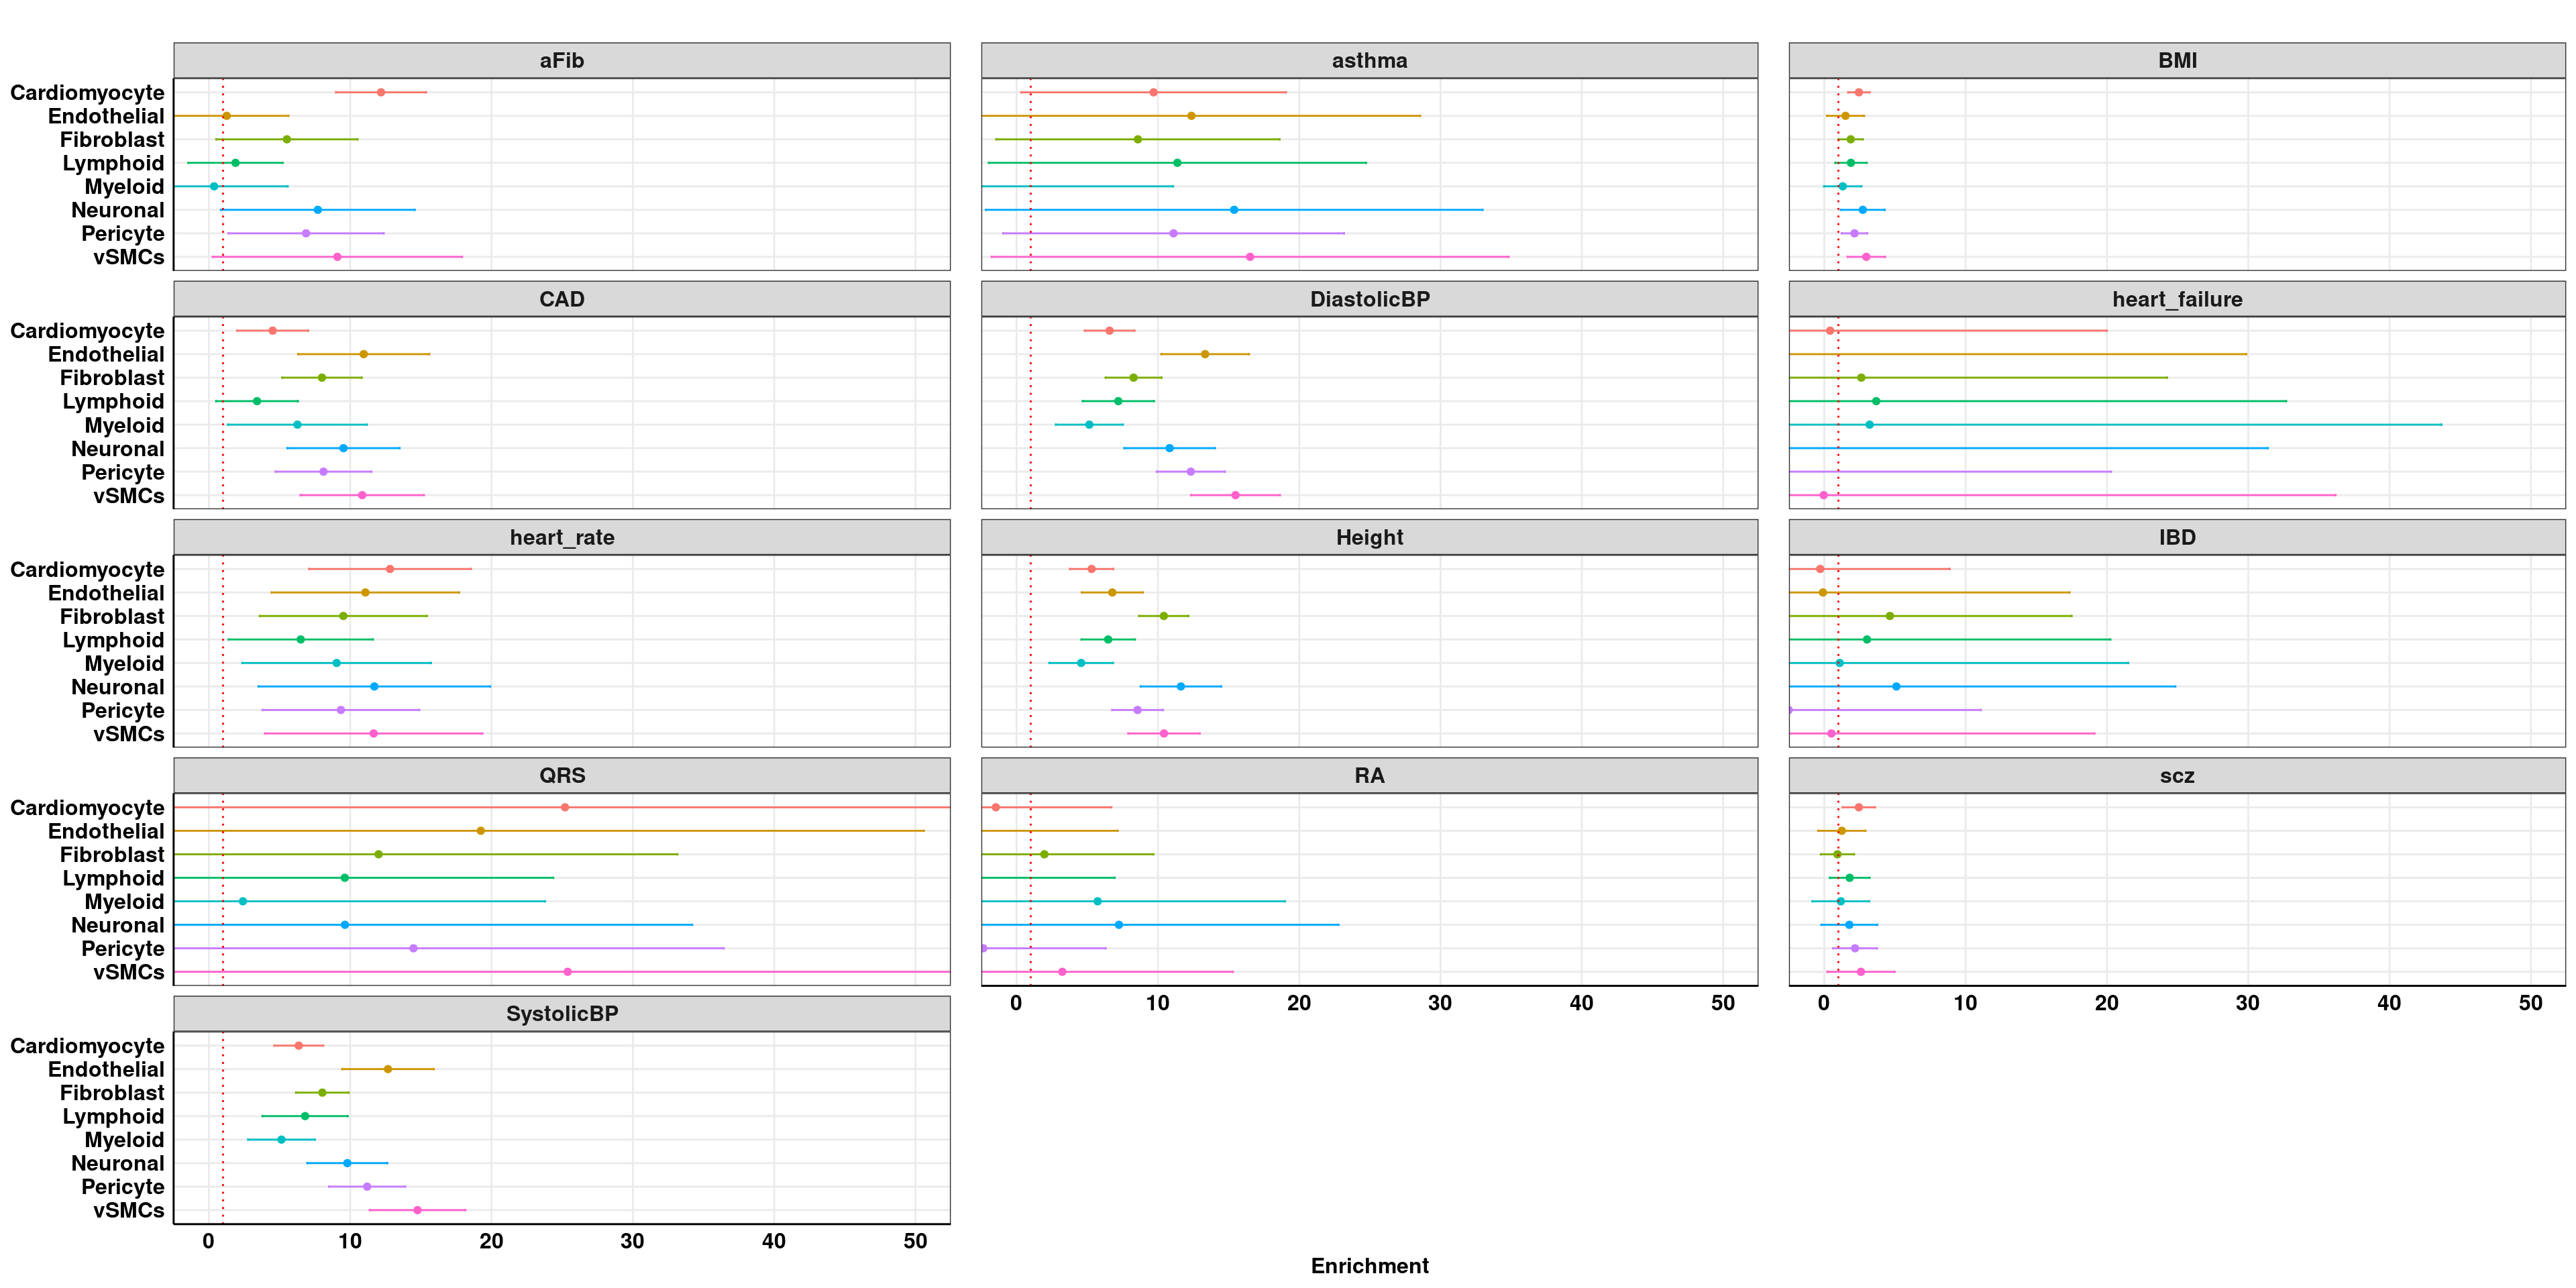 aFib
asthma
BMI
Cardiomyocyte
Endothelial
Fibroblast
Lymphoid
Myeloid
Neuronal
Pericyte
vSMCs
CAD
DiastolicBP
heart_failure
Cardiomyocyte
Endothelial
Fibroblast
Lymphoid
Myeloid
Neuronal
Pericyte
vSMCs
heart_rate
Height
IBD
Cardiomyocyte
Endothelial
Fibroblast
Lymphoid
Myeloid
Neuronal
Pericyte
vSMCs
QRS
RA
scz
Cardiomyocyte
Endothelial
Fibroblast
Lymphoid
Myeloid
Neuronal
Pericyte
vSMCs
0 10 20 30 40 50
0 10 20 30 40 50
SystolicBP
Cardiomyocyte
Endothelial
Fibroblast
Lymphoid
Myeloid
Neuronal
Pericyte
vSMCs
0 10 20 30 40 50
Enrichment